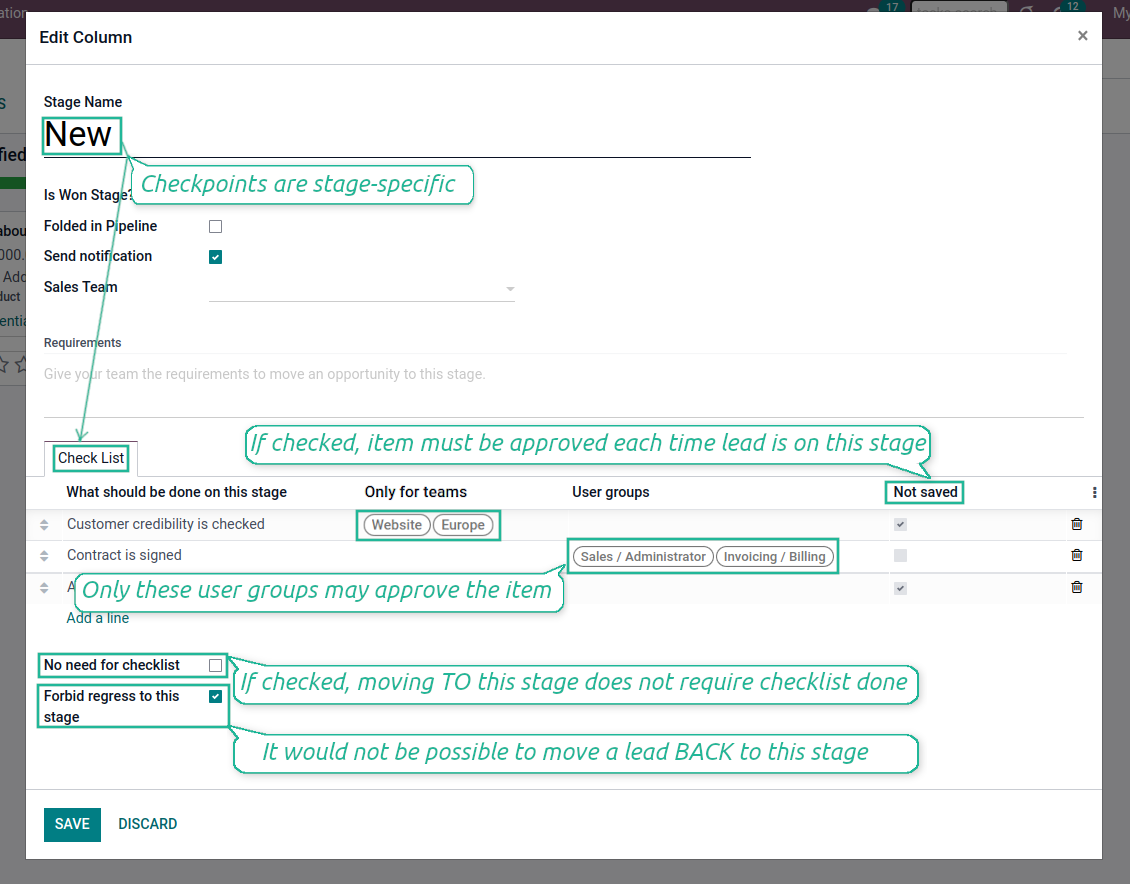 17
12
My
Edit Column
×
Stage Name
New
Checkpoints are stage-specific
Is Won Stage?
Folded in Pipeline
Send notification
Sales Team
Requirements
Give your team the requirements to move an opportunity to this stage.
If checked, item must be approved each time lead is on this stage
Check List
What should be done on this stage Only for teams User groups Not saved
Customer credibility is checked Website Europe
Contract is signed Sales / Administrator Invoicing / Billing
Only these user groups may approve the item
Add a line
No need for checklist
If checked, moving TO this stage does not require checklist done
Forbid regress to this
stage
It would not be possible to move a lead BACK to this stage
SAVE DISCARD